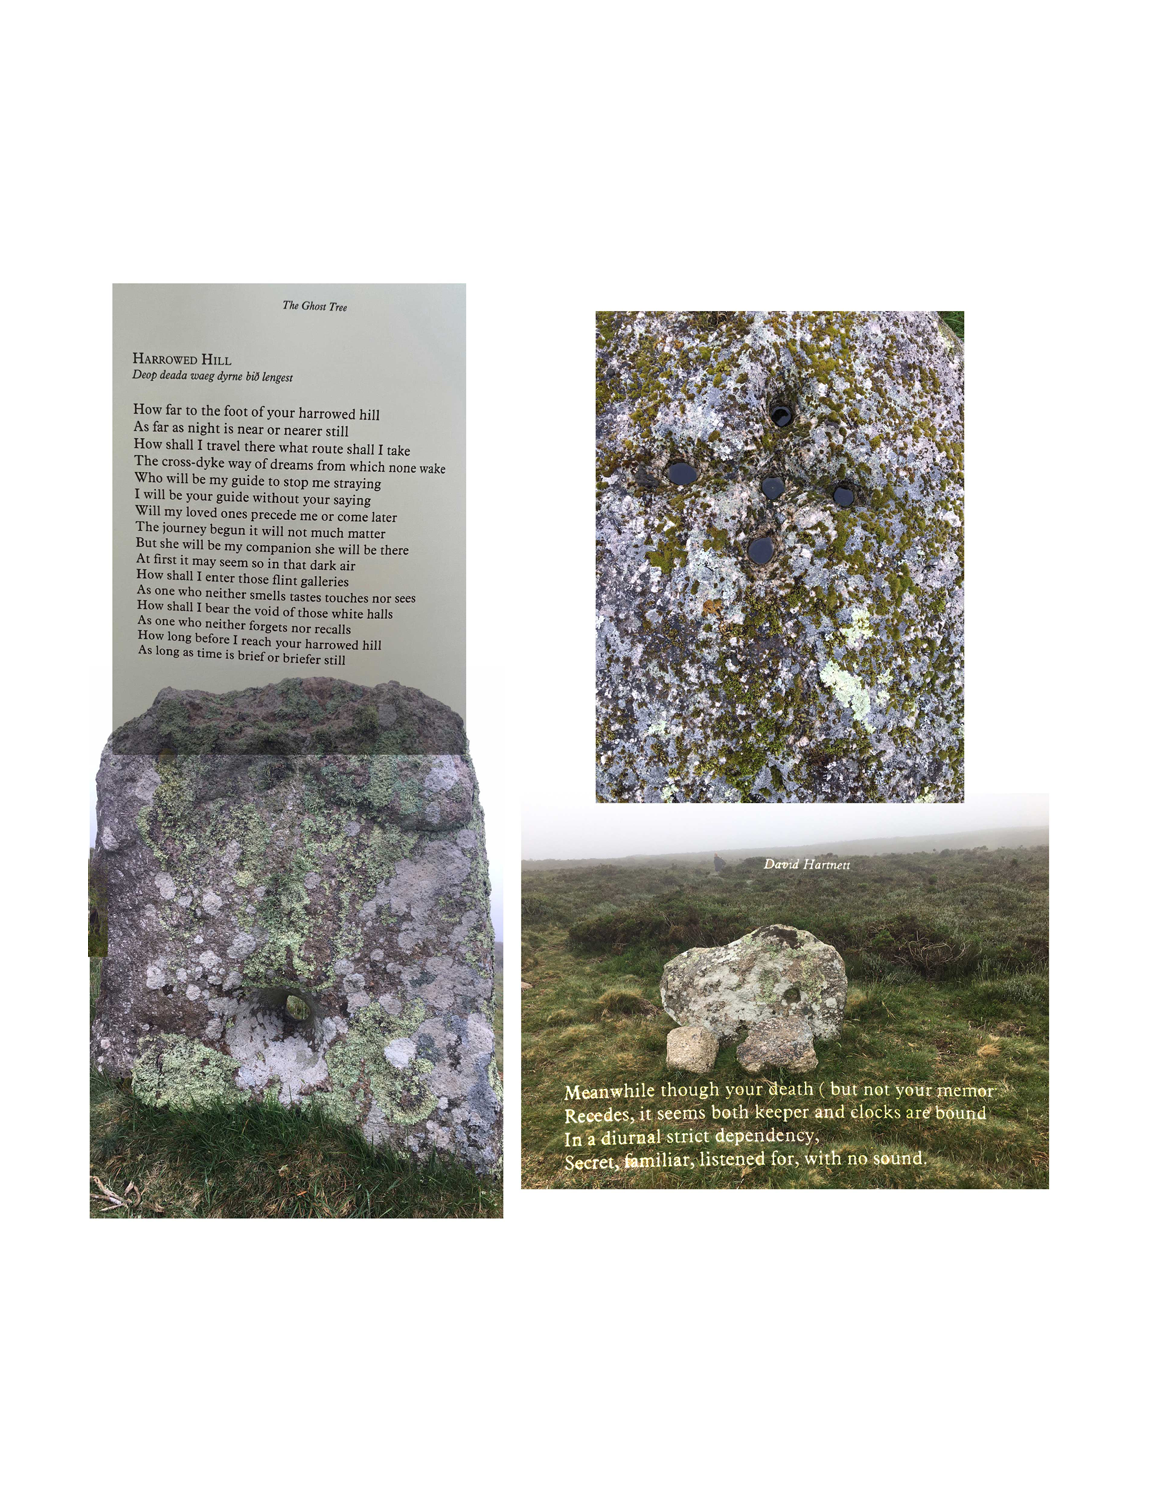 The Ghost Tree
HARROWED HILL
Deop deada waeg dyrne bið lengest
How far to the foot of your harrowed hill
As far as night is near or nearer still
How shall I travel there what route shall I take
The cross-dyke way of dreams from which none wake
Who will be my guide to stop me straying
I will be your guide without your saying
Will my loved ones precede me or come later
The journey begun it will not much matter
But she will be my companion she will be there
At first it may seem so in that dark air
How shall I enter those flint galleries
As one who neither smells tastes touches nor sees
How shall I bear the void of those white halls
As one who neither forgets nor recalls
How long before I reach your harrowed hill
As long as time is brief or briefer still
David Hartnett
Meanwhile though your death ( but not your memor
Recedes, it seems both keeper and clocks are bound
In a diurnal strict dependency,
Secret, familiar, listened for, with no sound.